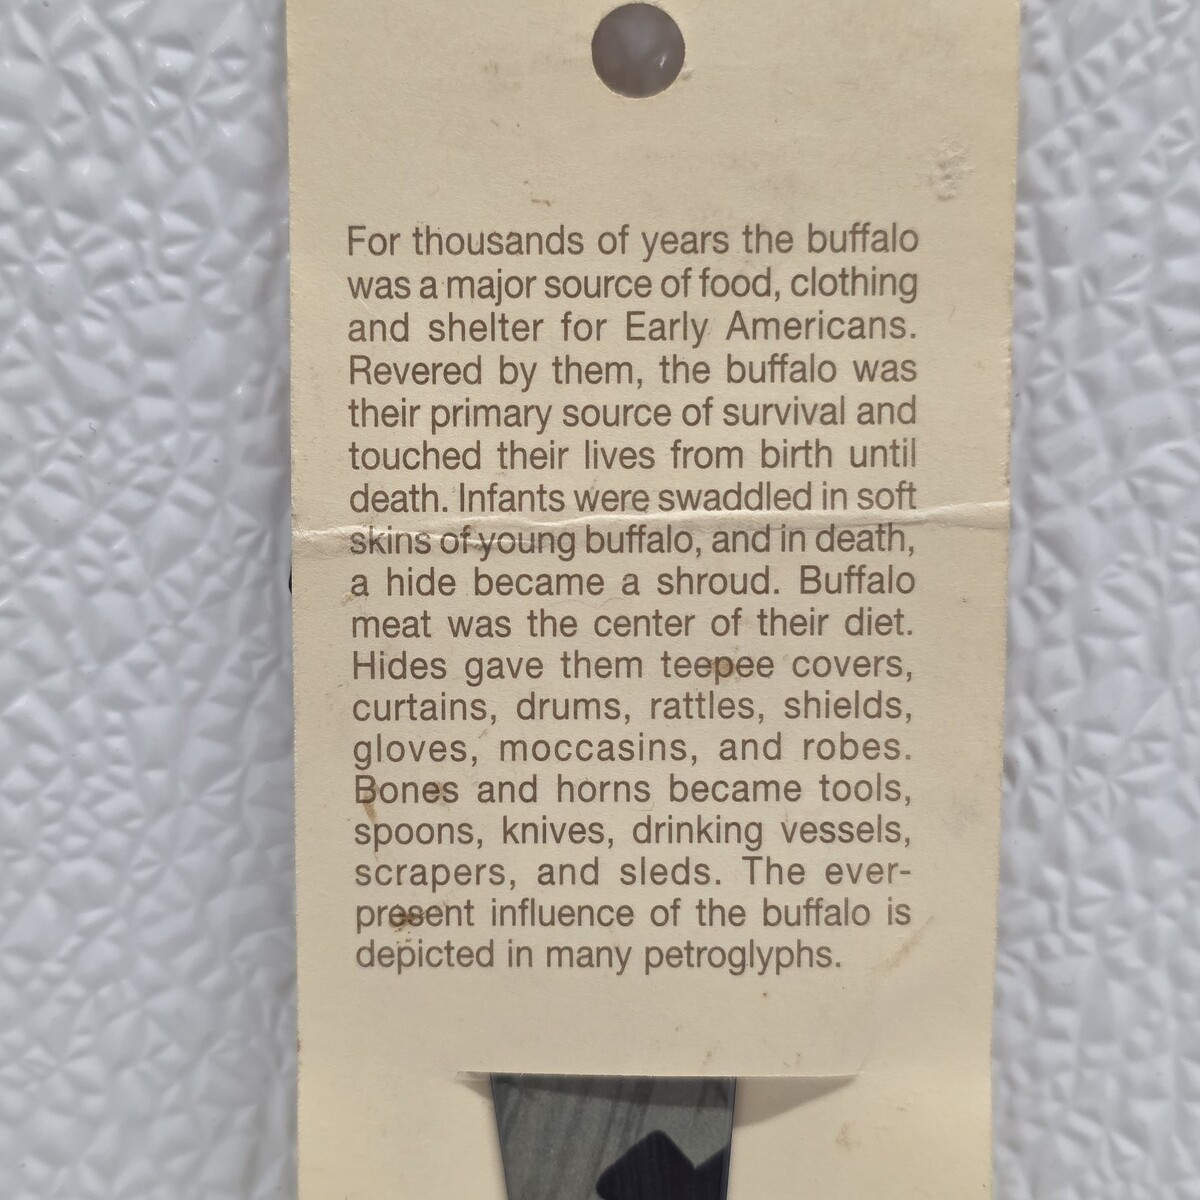 For thousands of years the buffalo
was a major source of food, clothing
and shelter for Early Americans.
Revered by them, the buffalo was
their primary source of survival and
touched their lives from birth until
death. Infants were swaddled in soft
skins of young buffalo, and in death,
a hide became a shroud. Buffalo
meat was the center of their diet.
Hides gave them teepee covers,
curtains, drums, rattles, shields,
gloves, moccasins, and robes.
Bones and horns became tools,
spoons, knives, drinking vessels,
scrapers, and sleds. The ever-
present influence of the buffalo is
depicted in many petroglyphs.